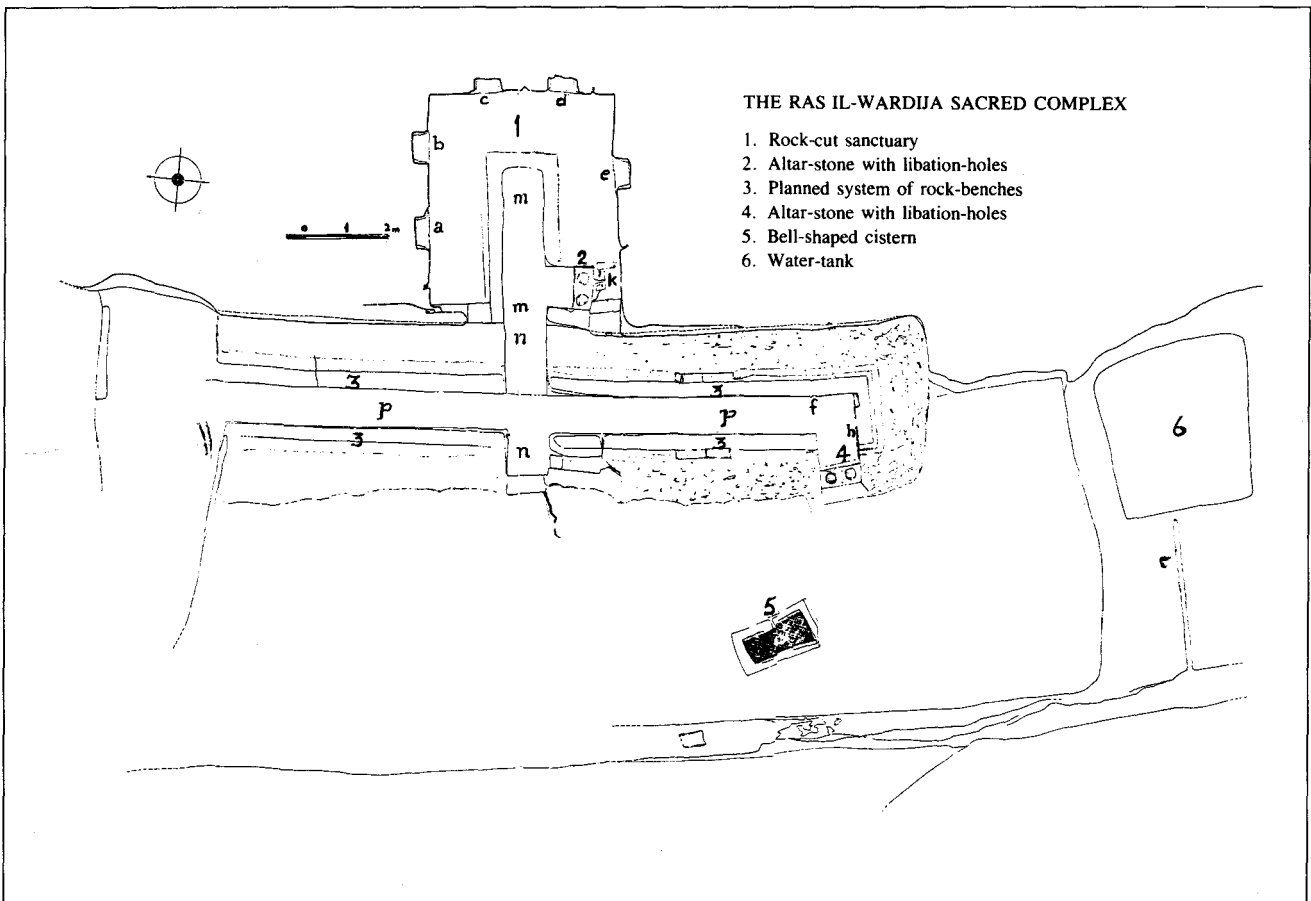 THE RAS IL-WARDIJA SACRED COMPLEX
1. Rock-cut sanctuary
2. Altar-stone with libation-holes
3. Planned system of rock-benches
4. Altar-stone with libation-holes
5. Bell-shaped cistern
6. Water-tank
c d
1
b
e
m
a
0 1 2m
2
k
m
n
3
3
f
p
p
h
3
3
n
4
6
r
5